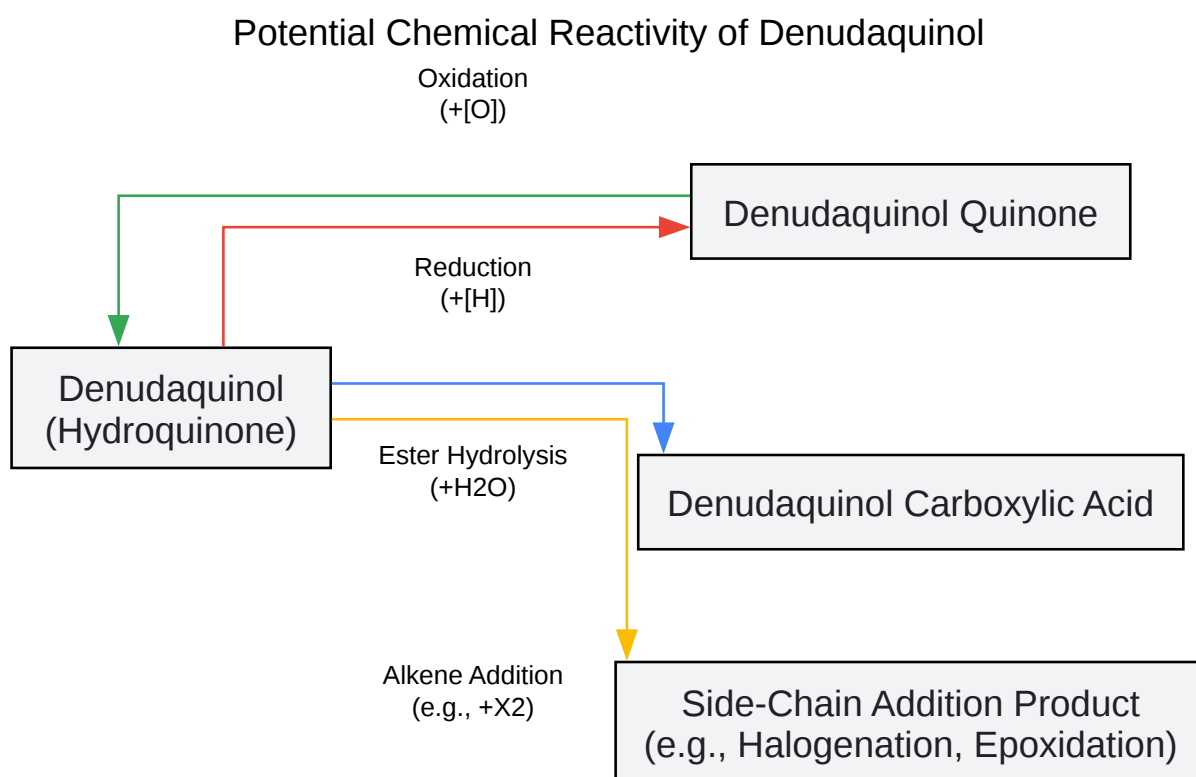 Potential Chemical Reactivity of Denudaquinol
Oxidation
(+[O])
Denudaquinol Quinone
Reduction
(+[H])
Denudaquinol
(Hydroquinone)
Ester Hydrolysis
(+H2O)
Denudaquinol Carboxylic Acid
Alkene Addition
(e.g., +X2)
Side-Chain Addition Product
(e.g., Halogenation, Epoxidation)